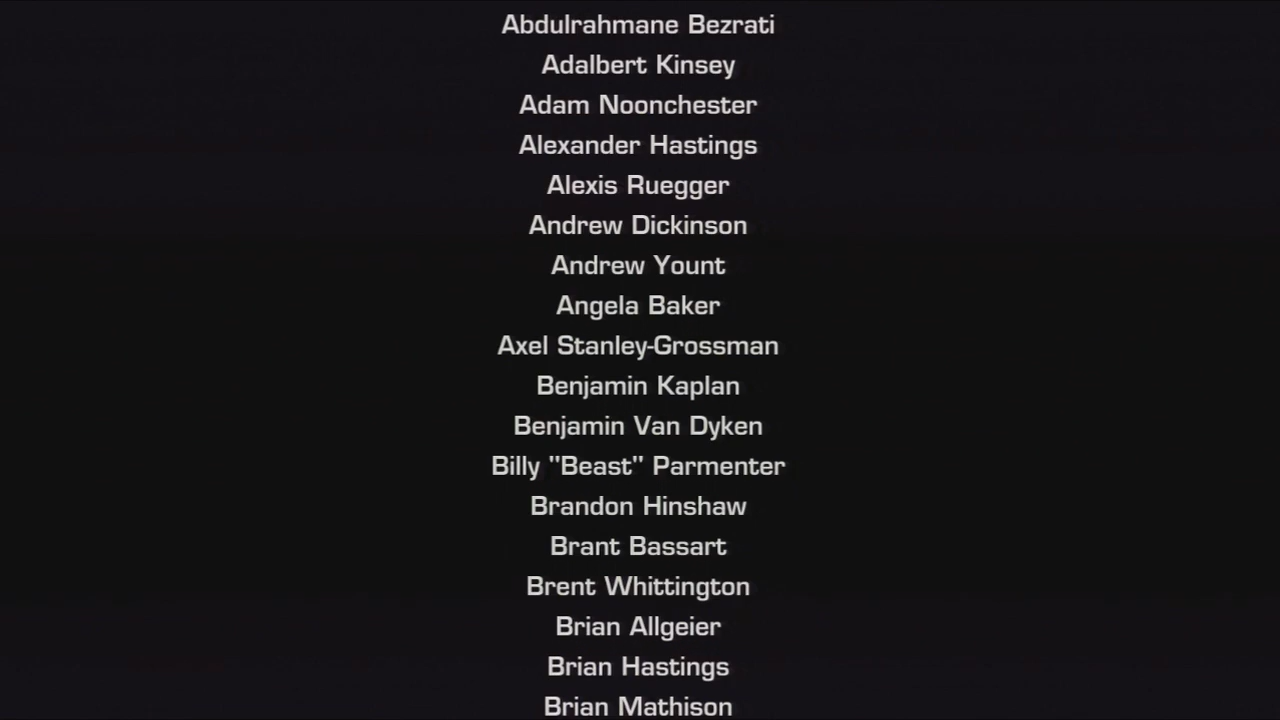 Abdulrahmane Bezrati
Adalbert Kinsey
Adam Noonchester
Alexander Hastings
Alexis Ruegger
Andrew Dickinson
Andrew Yount
Angela Baker
Axel Stanley-Grossman
Benjamin Kaplan
Benjamin Van Dyken
Billy "Beast" Parmenter
Brandon Hinshaw
Brant Bassart
Brent Whittington
Brian Allgeier
Brian Hastings
Brian Mathison